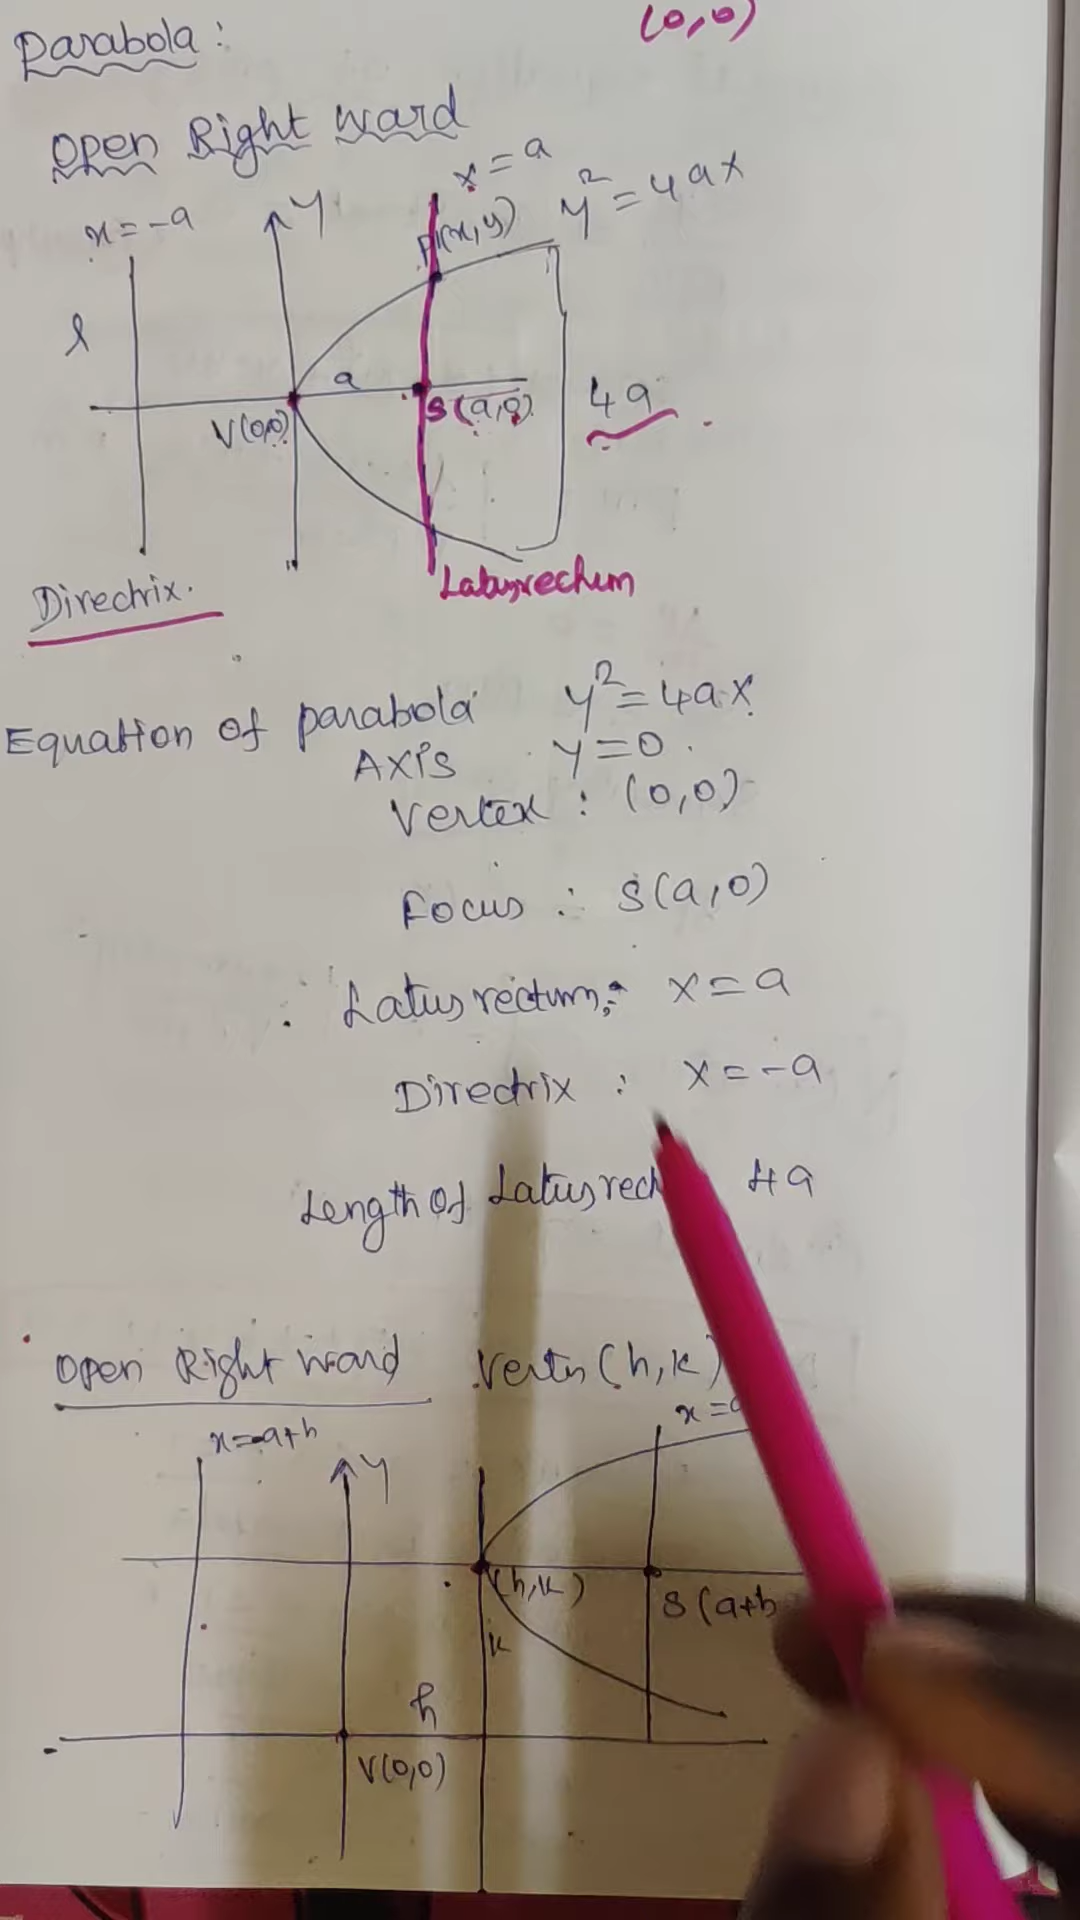 (0,0)
Parabola:
Open Right ward
x = a
y² = 4ax
x = -a
y
P(x,y)
l
a
V(0,0)
S(a,0)
4a
Directrix.
Latusrectum
Equation of parabola y² = 4ax
AXIS y = 0
Vertex : (0,0)
Focus : S(a,0)
Latus rectum : x = a
Directrix : x = -a
Length of Latus rect 4a
Open Right ward Vertex (h,k)
x = -a+h
x =
y
(h,k)
S(a+h
k
h
V(0,0)